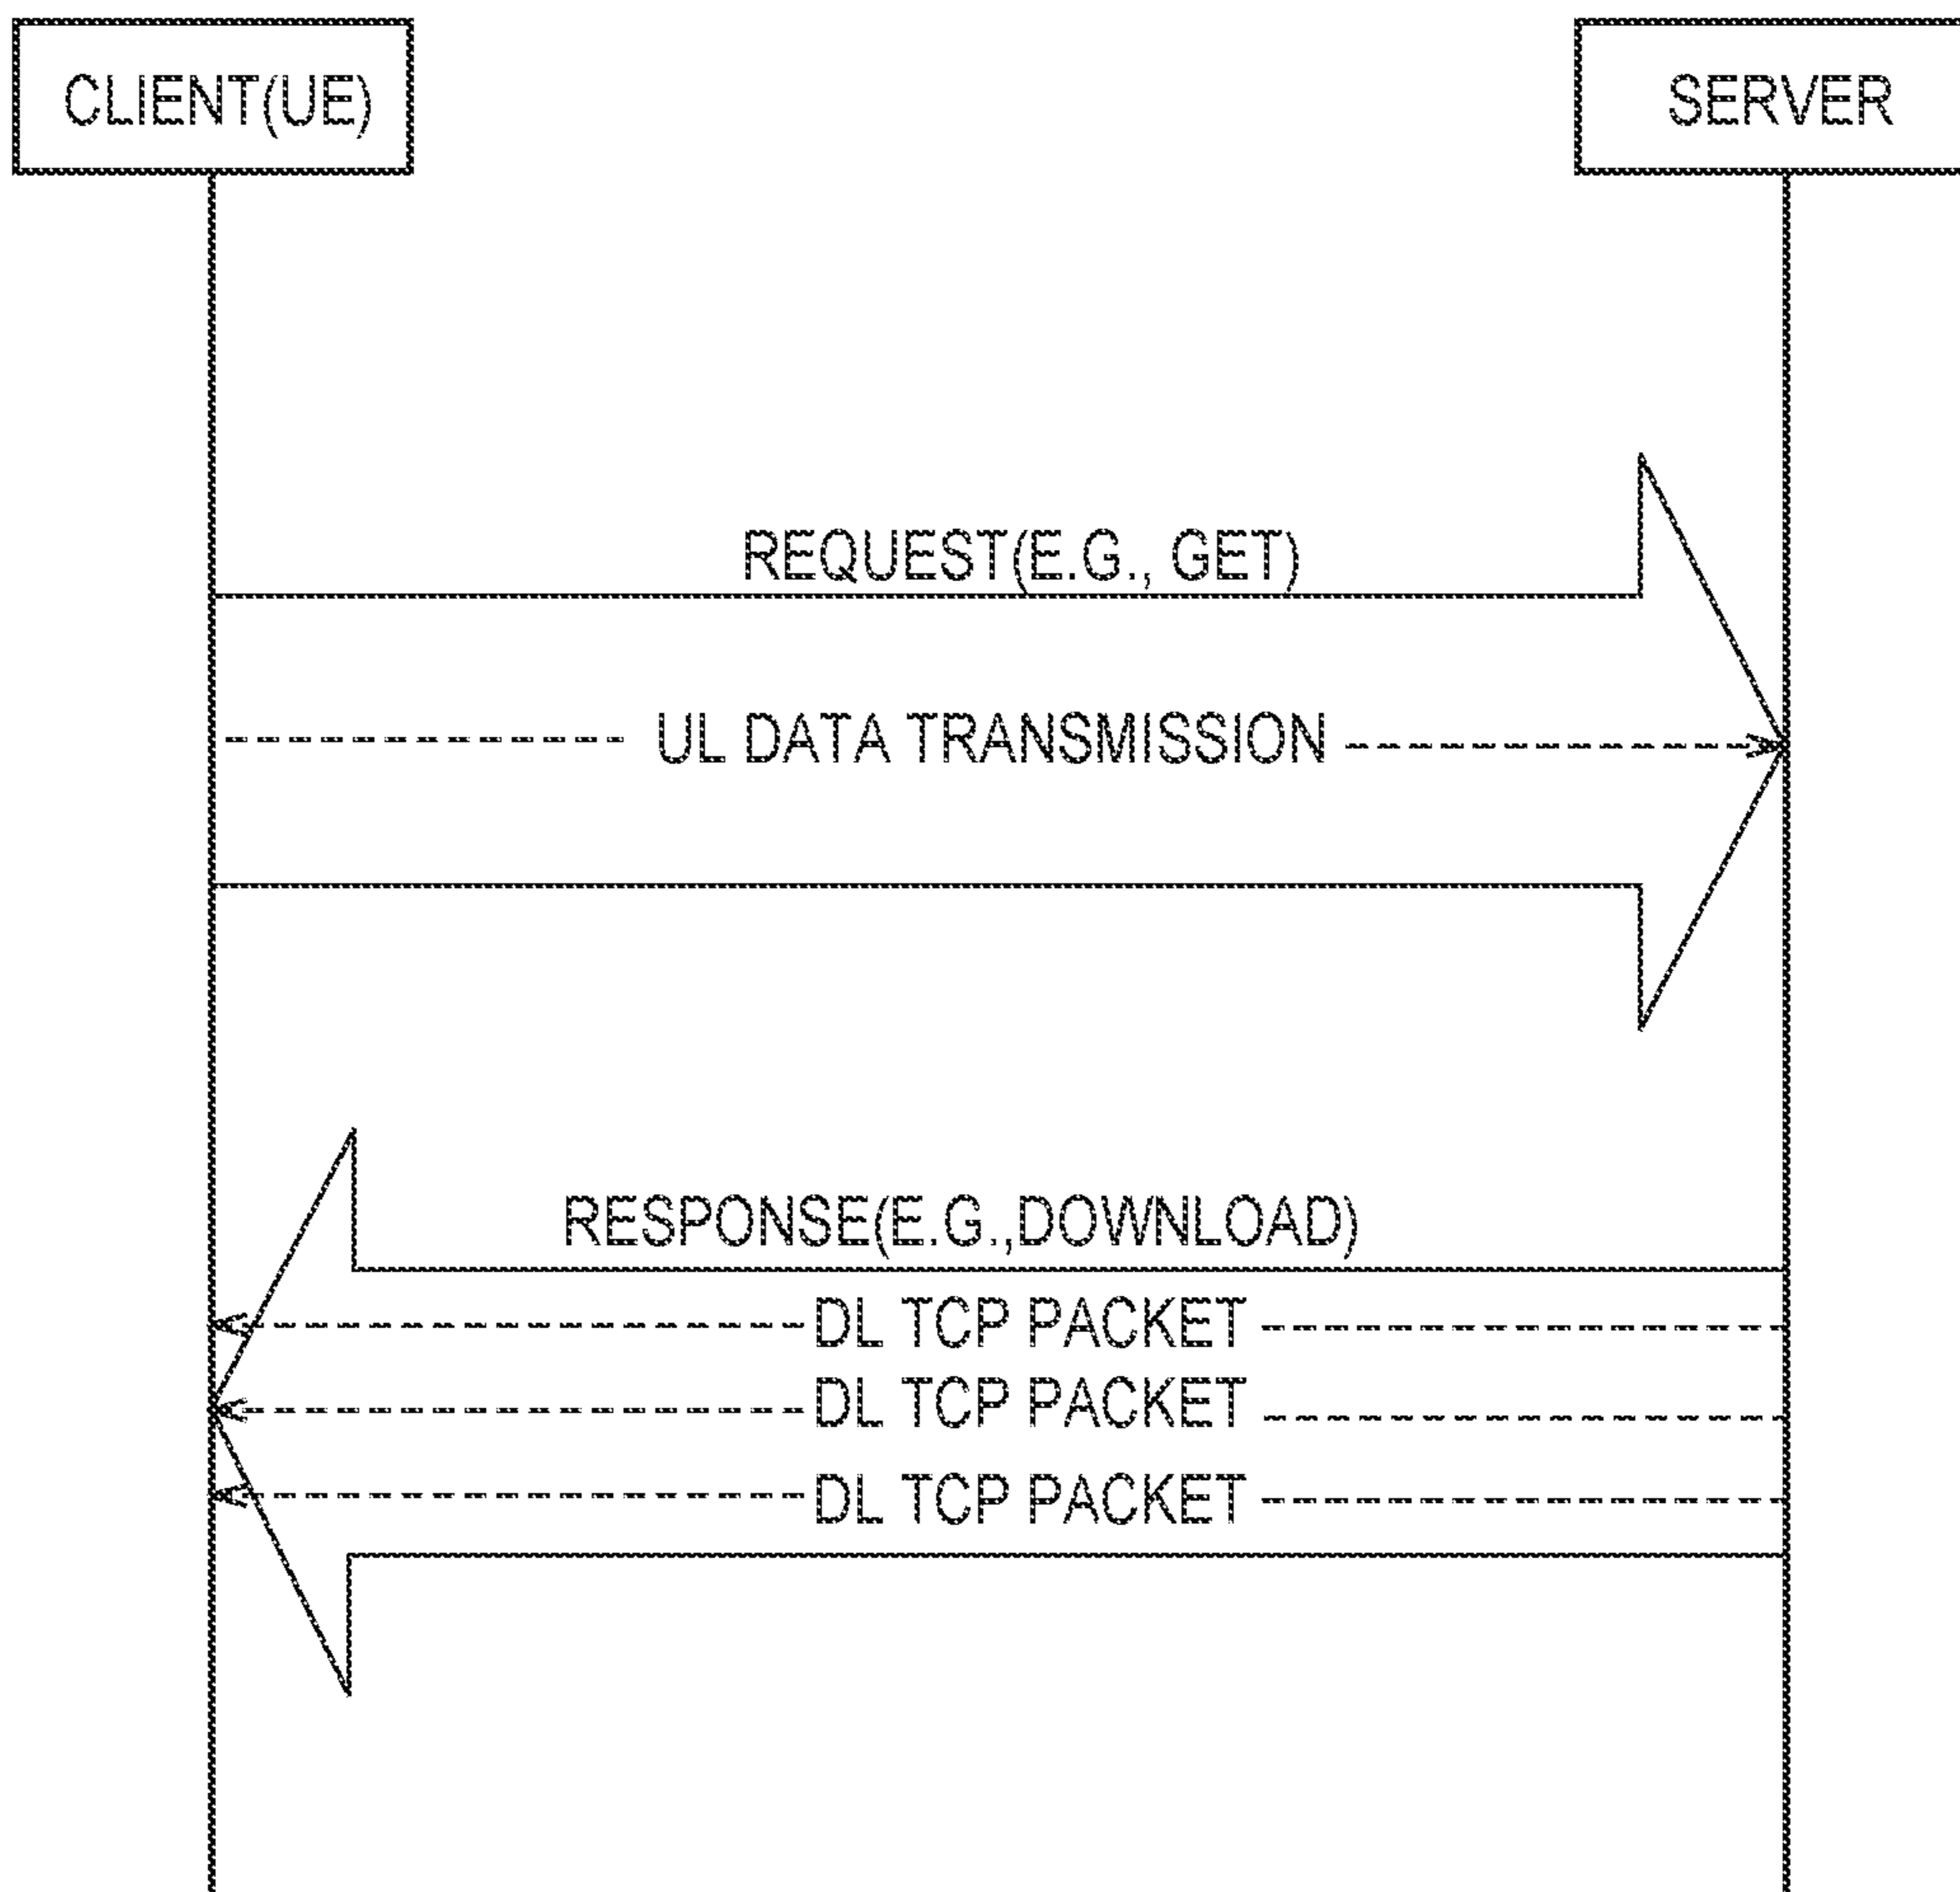 CLIENT(UE)
SERVER
REQUEST(E.G., GET)
UL DATA TRANSMISSION
RESPONSE(E.G.,DOWNLOAD)
DL TCP PACKET
DL TCP PACKET
DL TCP PACKET